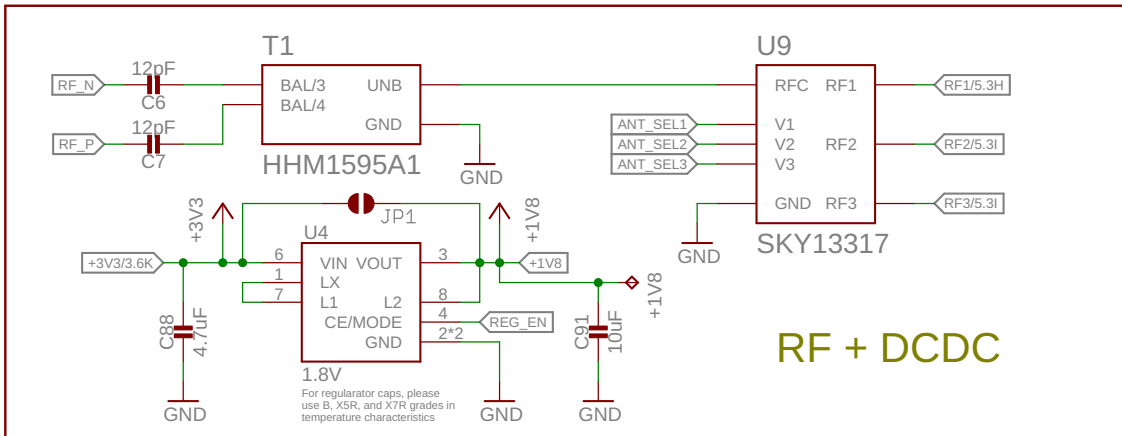 T1
U9
12pF
RF_N
C6
BAL/3
UNB
RFC
RF1
RF1/5.3H
BAL/4
12pF
RF_P
C7
GND
ANT_SEL1
V1
ANT_SEL2
V2
RF2
RF2/5.3I
ANT_SEL3
V3
HHM1595A1
GND
GND
RF3
RF3/5.3I
SKY13317
GND
+3V3
JP1
+1V8
U4
+3V3/3.6K
6
VIN
VOUT
3
+1V8
1
LX
7
L1
L2
8
+1V8
CE/MODE
4
REG_EN
GND
2*2
C88
4.7uF
C91
10uF
RF + DCDC
1.8V
For regularator caps, please
use B, X5R, and X7R grades in
temperature characteristics
GND
GND
GND